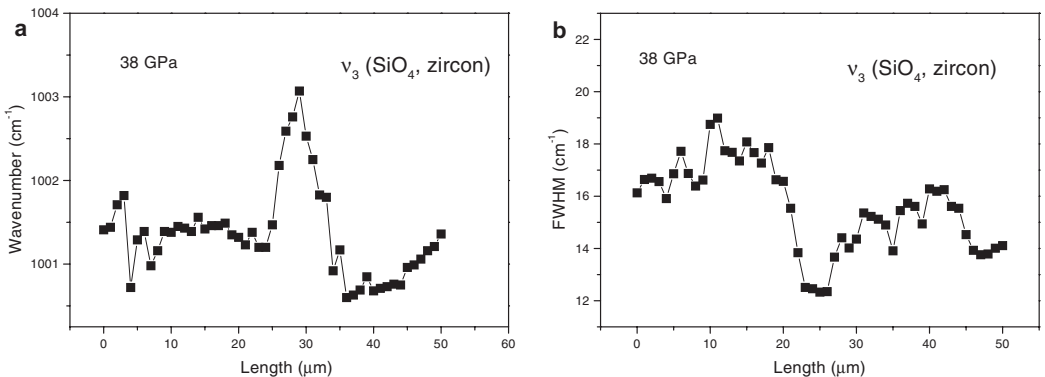 a
38 GPa
ν3 (SiO4, zircon)
Wavenumber (cm-1)
1004
1003
1002
1001
0 10 20 30 40 50 60
Length (μm)
b
38 GPa
ν3 (SiO4, zircon)
FWHM (cm-1)
22
20
18
16
14
12
0 10 20 30 40 50
Length (μm)